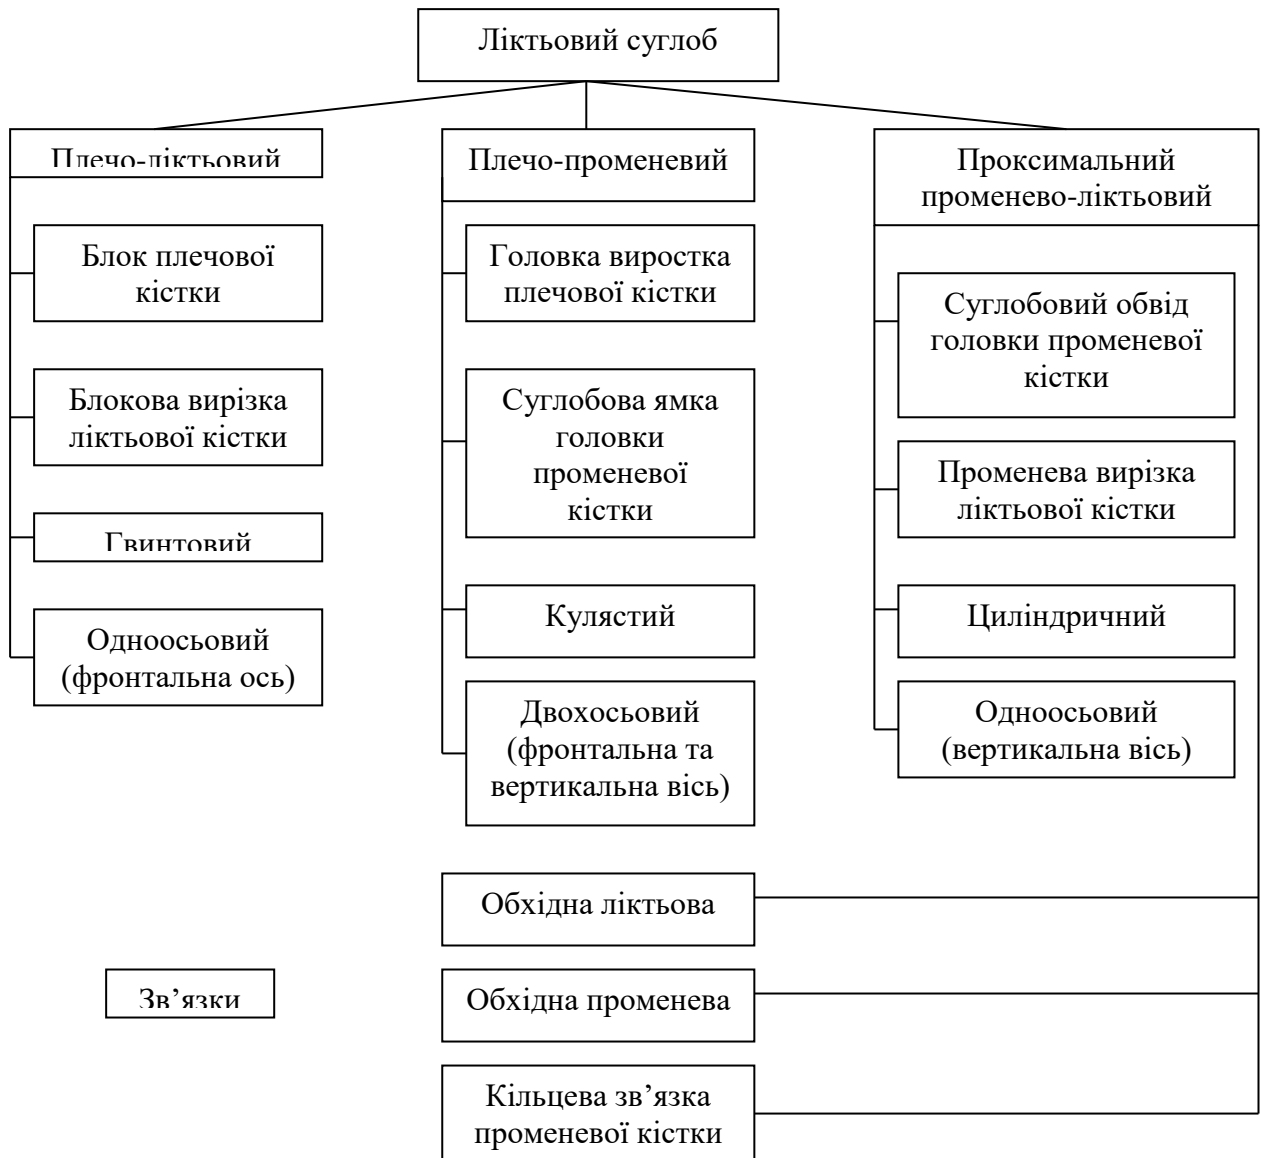 Ліктьовий суглоб
Плечо-ліктьовий
Блок плечової
кістки
Блокова вирізка
ліктьової кістки
Гвинтовий
Одноосьовий
(фронтальна ось)
Плечо-променевий
Головка виростка
плечової кістки
Суглобова ямка
головки
променевої
кістки
Кулястий
Двохосьовий
(фронтальна та
вертикальна вісь)
Проксимальний
променево-ліктьовий
Суглобовий обвід
головки променевої
кістки
Променева вирізка
ліктьової кістки
Циліндричний
Одноосьовий
(вертикальна вісь)
Зв’язки
Обхідна ліктьова
Обхідна променева
Кільцева зв’язка
променевої кістки